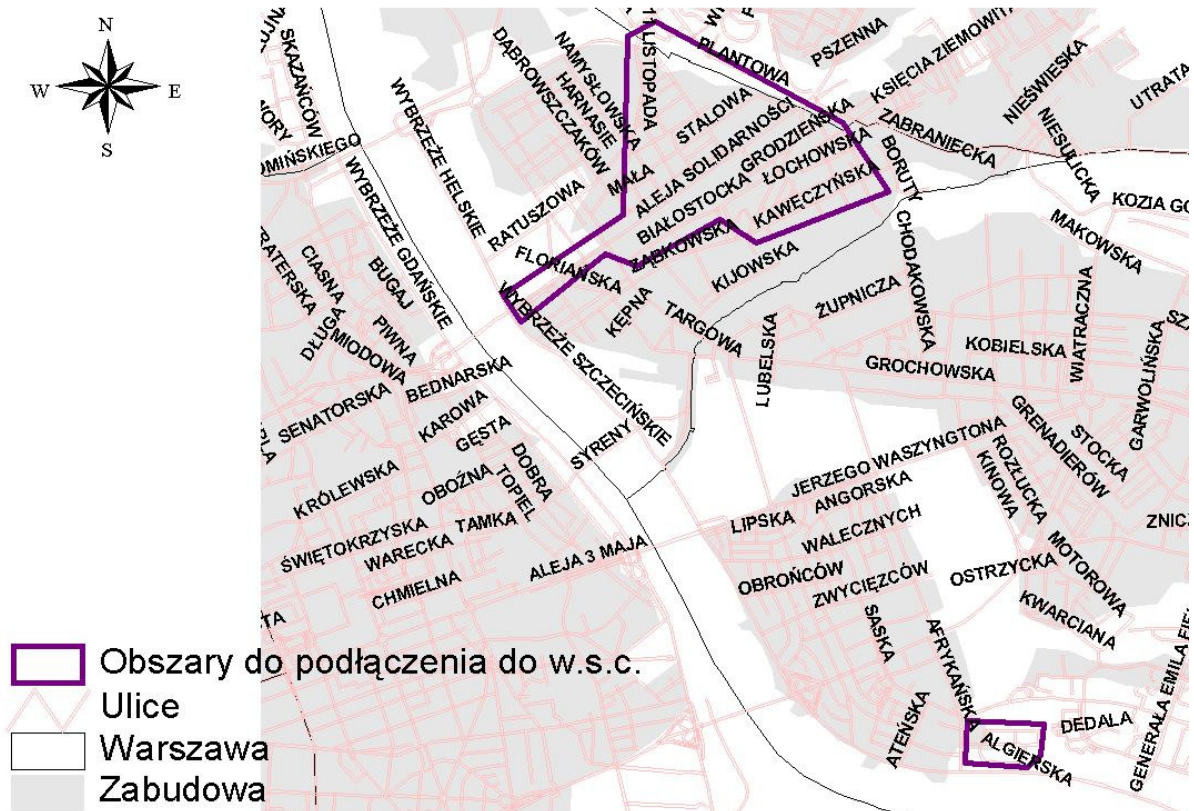 N
W
E
S
SKAZAŃCÓW
WYBRZEŻE HELSKIE
DĄBROWSZCZAKÓW
NAMYSŁOWSKA
HARNASIE
11 LISTOPADA
PLANTOWA
PSZENNA
KSIĘCIA ZIEMOWITA
NIEŚWIESKA
UTRATA
STALOWA
ALEJA SOLIDARNOŚCI
GRODZIEŃSKA
ZABRANIECKA
NIESULICKA
MAŁA
BIAŁOSTOCKA
ŁOCHOWSKA
KAWĘCZYŃSKA
BORUTY
KOZIA GO
OMIŃSKIEGO
WYBRZEŻE GDAŃSKIE
RATUSZOWA
FLORIAŃSKA
ZĄBKOWSKA
KIJOWSKA
CHODAKOWSKA
MAKOWSKA
CIASNA
BUGAJ
DŁUGA
PIWNA
MIODOWA
WYBRZEŻE SZCZECIŃSKIE
KĘPNA
TARGOWA
LUBELSKA
ŻUPNICZA
KOBIELSKA
WIATRACZNA
GROCHOWSKA
GARWOLIŃSKA
BEDNARSKA
SENATORSKA
KAROWA
GĘSTA
SYRENY
GRENADIERÓW
STOCKA
KRÓLEWSKA
OBOŹNA
DOBRA
TOPIEL
JERZEGO WASZYNGTONA
ANGORSKA
ROZŁUCKA
KINOWA
ŚWIĘTOKRZYSKA
TAMKA
WARECKA
CHMIELNA
ALEJA 3 MAJA
LIPSKA
WALECZNYCH
OBROŃCÓW
ZWYCIĘZCÓW
OSTRZYCKA
MOTOROWA
KWARCIANA
SASKA
AFRYKAŃSKA
ATEŃSKA
ALGIERSKA
DEDALA
GENERAŁA EMILA FIEL
Obszary do podłączenia do w.s.c.
Ulice
Warszawa
Zabudowa